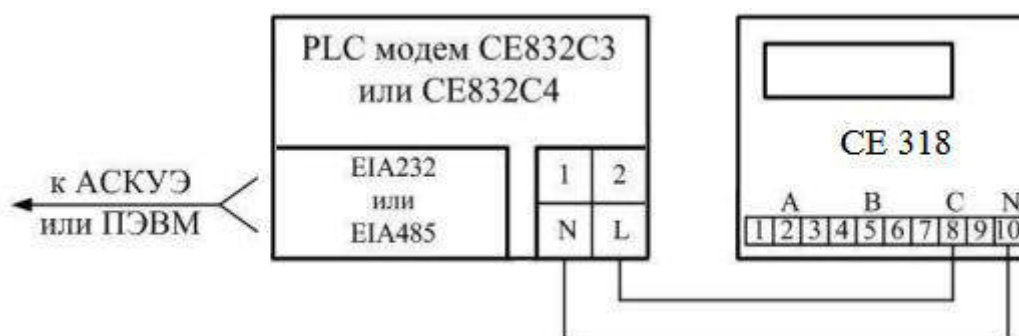 PLC модем CE832C3
или CE832C4
EIA232
или
EIA485
1 2
N L
к АСКУЭ
или ПЭВМ
CE 318
A B C N
1 2 3 4 5 6 7 8 9 10